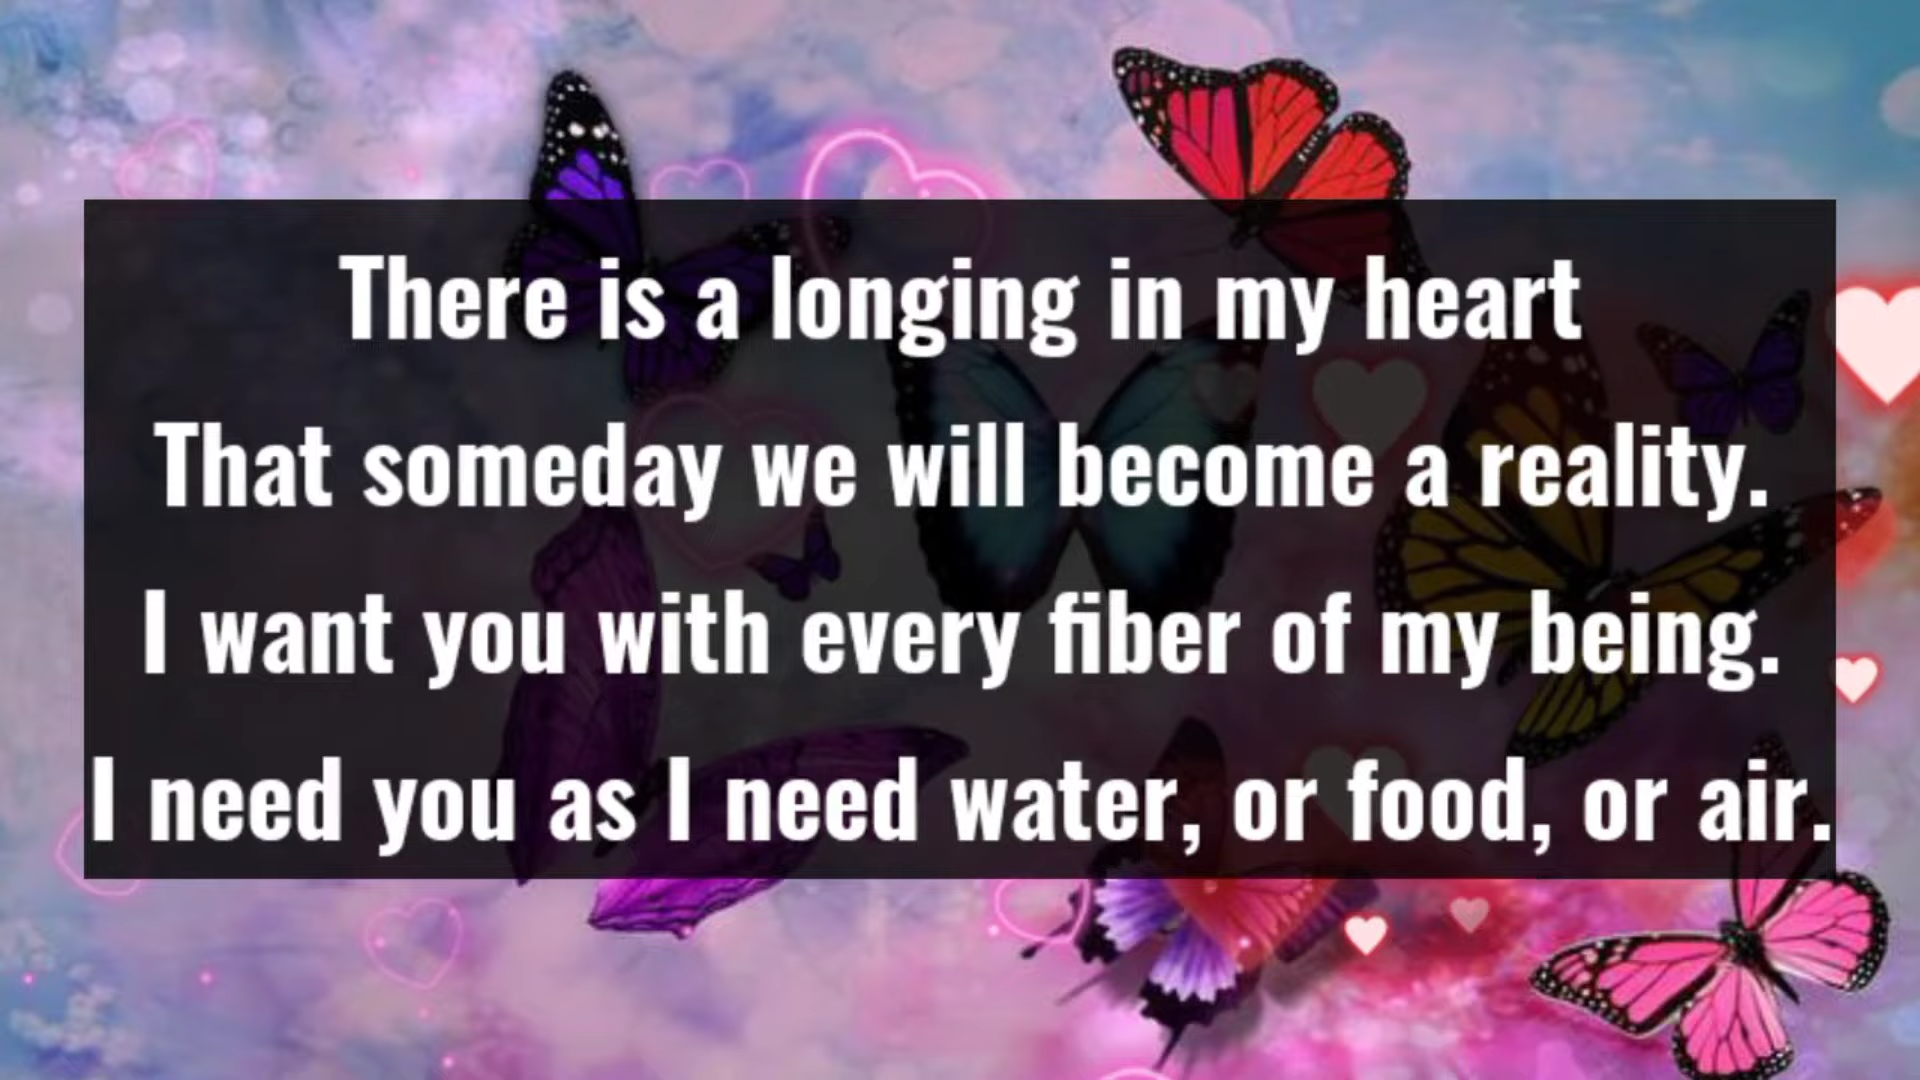 There is a longing in my heart
That someday we will become a reality.
I want you with every fiber of my being.
I need you as I need water, or food, or air.